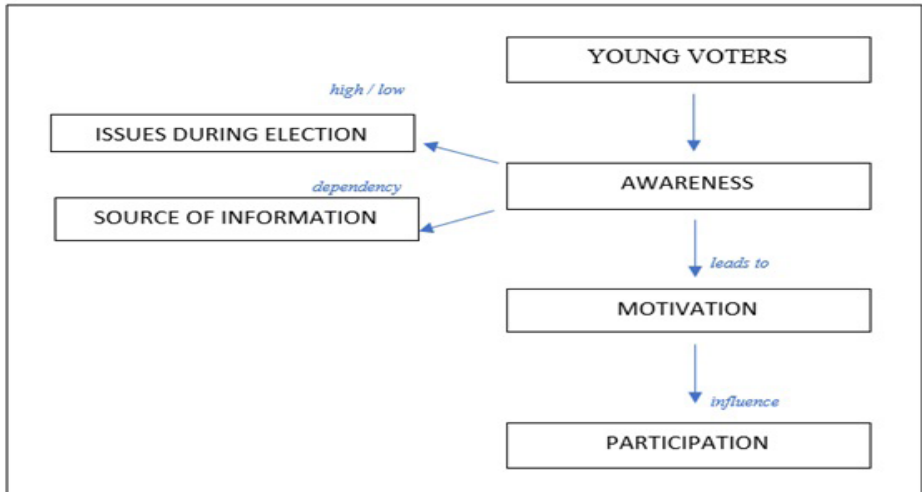 YOUNG VOTERS
high / low
ISSUES DURING ELECTION
AWARENESS
dependency
SOURCE OF INFORMATION
leads to
MOTIVATION
influence
PARTICIPATION